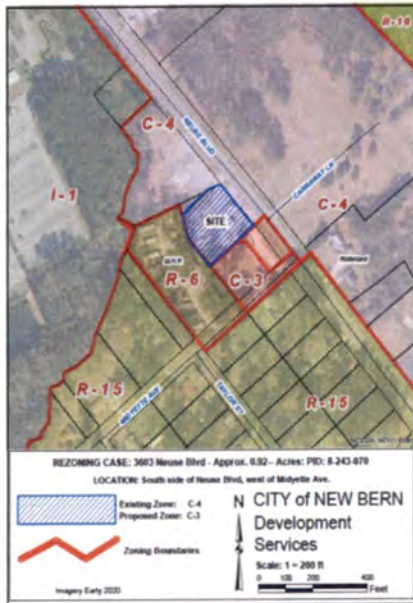 R-10
C-4
NEUSE BLVD
CARRAWAY LN
I-1
C-4
SITE
R-6
C-3
R-15
MIDYETTE AVE
TAYLOR ST
R-15
REZONING CASE: 3603 Neuse Blvd - Approx. 0.92-- Acres: PID: 8-243-070
LOCATION: South side of Neuse Blvd, west of Midyette Ave.
Existing Zone: C-4
Proposed Zone: C-3
Zoning Boundaries
Imagery Early 2020
N CITY of NEW BERN
Development
Services
Scale: 1 = 200 ft
0 100 200 400
Feet